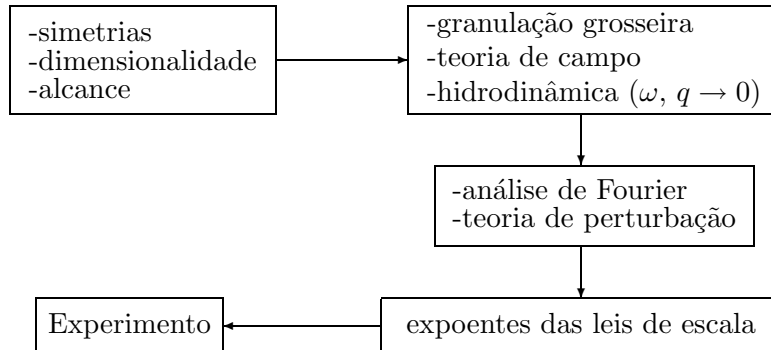 -simetrias
-dimensionalidade
-alcance
-granulação grosseira
-teoria de campo
-hidrodinâmica (ω, q → 0)
-análise de Fourier
-teoria de perturbação
expoentes das leis de escala
Experimento